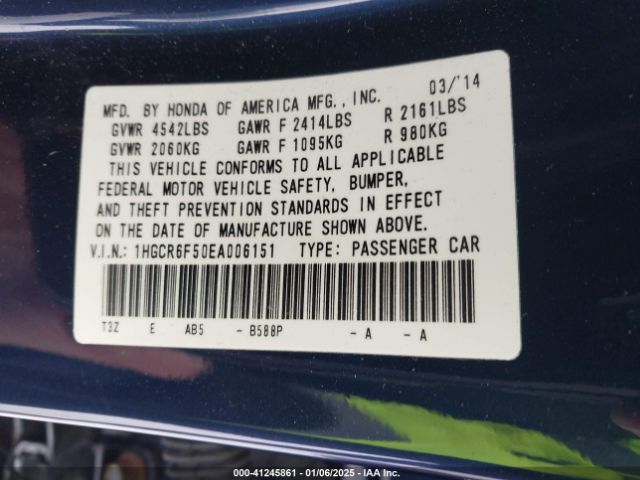 MFD. BY HONDA OF AMERICA MFG., INC. 03/'14
GVWR 4542LBS GAWR F 2414LBS R 2161LBS
GVWR 2060KG GAWR F 1095KG R 980KG
THIS VEHICLE CONFORMS TO ALL APPLICABLE
FEDERAL MOTOR VEHICLE SAFETY, BUMPER,
AND THEFT PREVENTION STANDARDS IN EFFECT
ON THE DATE OF MANUFACTURE SHOWN ABOVE.
V.I.N.: 1HGCR6F50EA006151 TYPE: PASSENGER CAR
T3Z E AB5 - B588P - A - A
000-41245861 - 01/06/2025 - IAA Inc.